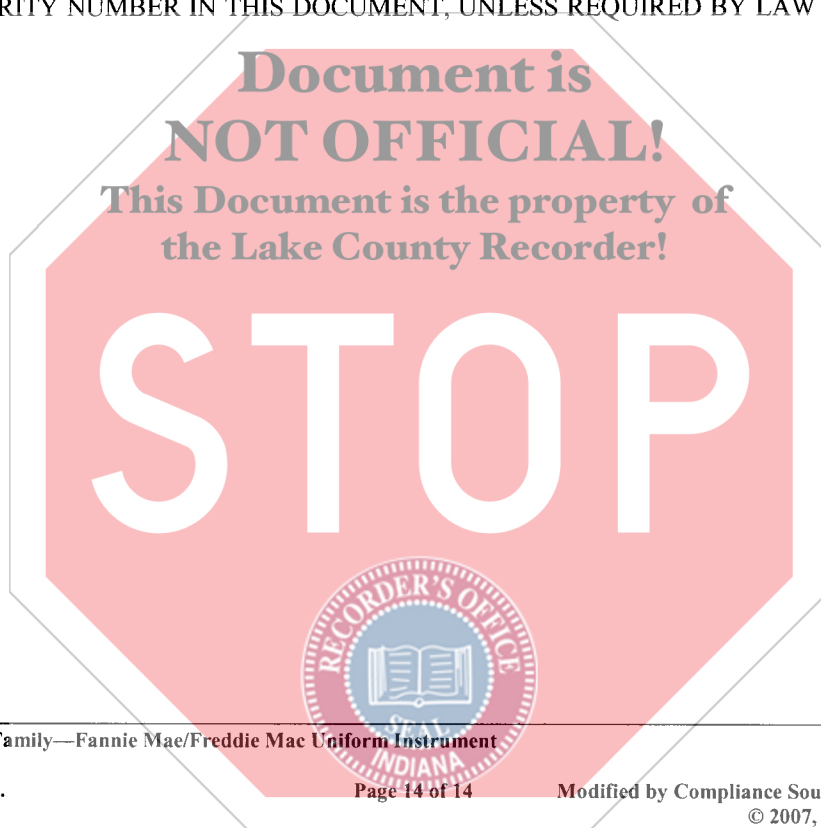 RITY NUMBER IN THIS DOCUMENT, UNLESS REQUIRED BY LAW
Document is
NOT OFFICIAL!
This Document is the property of
the Lake County Recorder!
STOP
RECORDER'S OFFICE
SEAL
INDIANA
amily—Fannie Mae/Freddie Mac Uniform Instrument
. Page 14 of 14 Modified by Compliance Sou
© 2007,